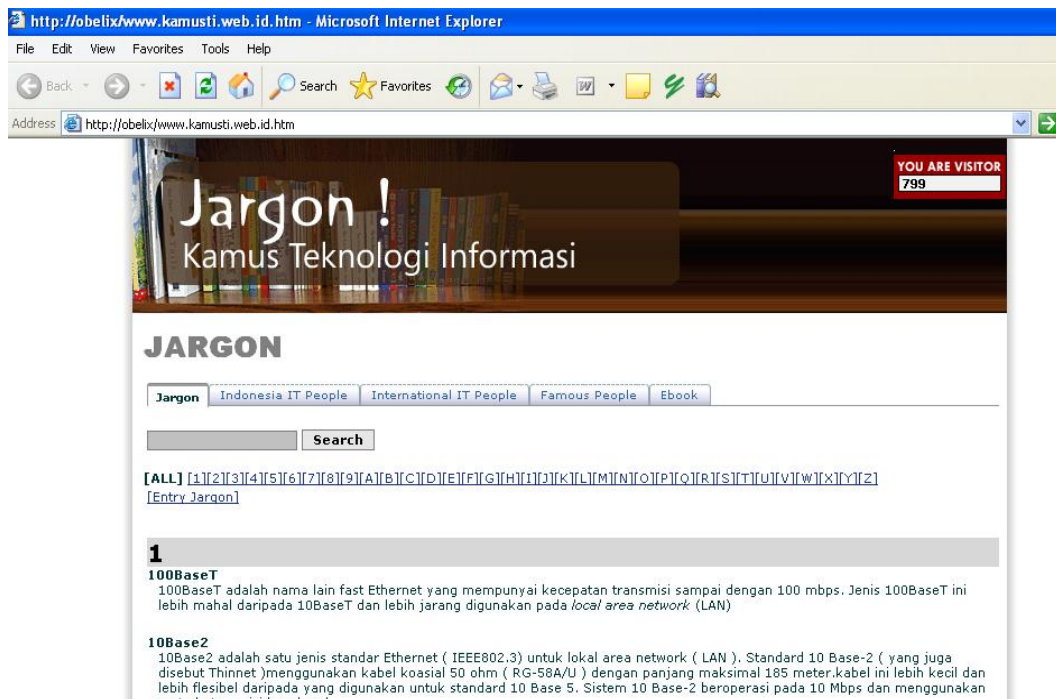 http://obelix/www.kamusti.web.id.htm - Microsoft Internet Explorer
File Edit View Favorites Tools Help
Back Search Favorites
Address http://obelix/www.kamusti.web.id.htm
YOU ARE VISITOR
799
Jargon !
Kamus Teknologi Informasi
JARGON
Jargon Indonesia IT People International IT People Famous People Ebook
Search
[ALL] [1][2][3][4][5][6][7][8][9][A][B][C][D][E][F][G][H][I][J][K][L][M][N][O][P][Q][R][S][T][U][V][W][X][Y][Z]
[Entry Jargon]
1
100BaseT
100BaseT adalah nama lain fast Ethernet yang mempunyai kecepatan transmisi sampai dengan 100 mbps. Jenis 100BaseT ini
lebih mahal daripada 10BaseT dan lebih jarang digunakan pada local area network (LAN)
10Base2
10Base2 adalah satu jenis standar Ethernet ( IEEE802.3) untuk lokal area network ( LAN ). Standard 10 Base-2 ( yang juga
disebut Thinnet )menggunakan kabel koasial 50 ohm ( RG-58A/U ) dengan panjang maksimal 185 meter.kabel ini lebih kecil dan
lebih flesibel daripada yang digunakan untuk standard 10 Base 5. Sistem 10 Base-2 beroperasi pada 10 Mbps dan menggunakan